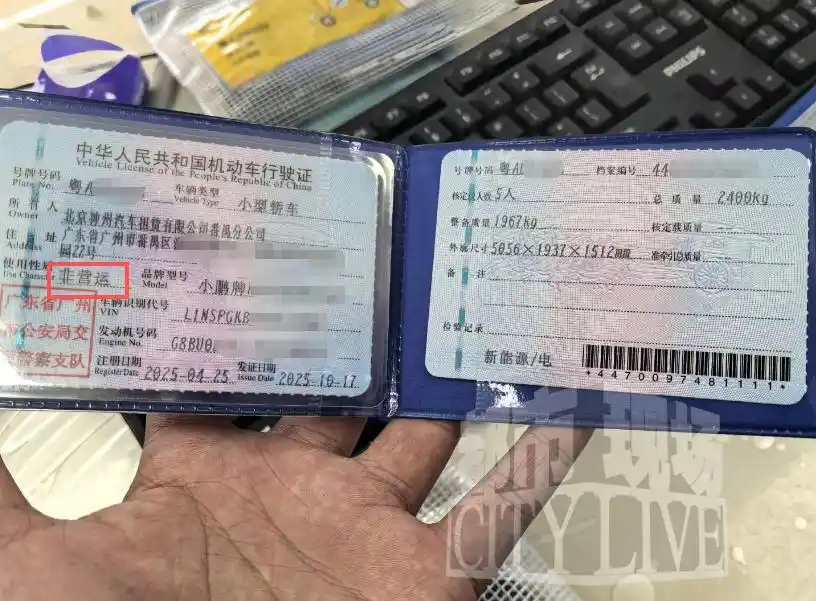 中华人民共和国机动车行驶证
Vehicle License of the People's Republic of China
号牌号码 粤A
Plate No.
车辆类型 小型轿车
Vehicle Type
所有人 北京神州汽车租赁有限公司番禺分公司
Owner
住址 广东省广州市番禺区
Address 园27号
使用性质 非营运
Use Character
品牌型号 小鹏牌
Model
广东省广州
市公安局交
警察支队
车辆识别代号 L1NSPGKB
VIN
发动机号码 G8BU0
Engine No.
注册日期 2025-04-25
Register Date
发证日期 2025-10-17
Issue Date
号牌号码 粤A
档案编号 44
核定载人数 5人
总质量 2400kg
整备质量 1967kg
核定载质量
外廓尺寸 5056×1937×1512mm
准牵引总质量
备注
检验记录
新能源/电
*4470097481111*
PHILIPS
都市现场
CITY LIVE